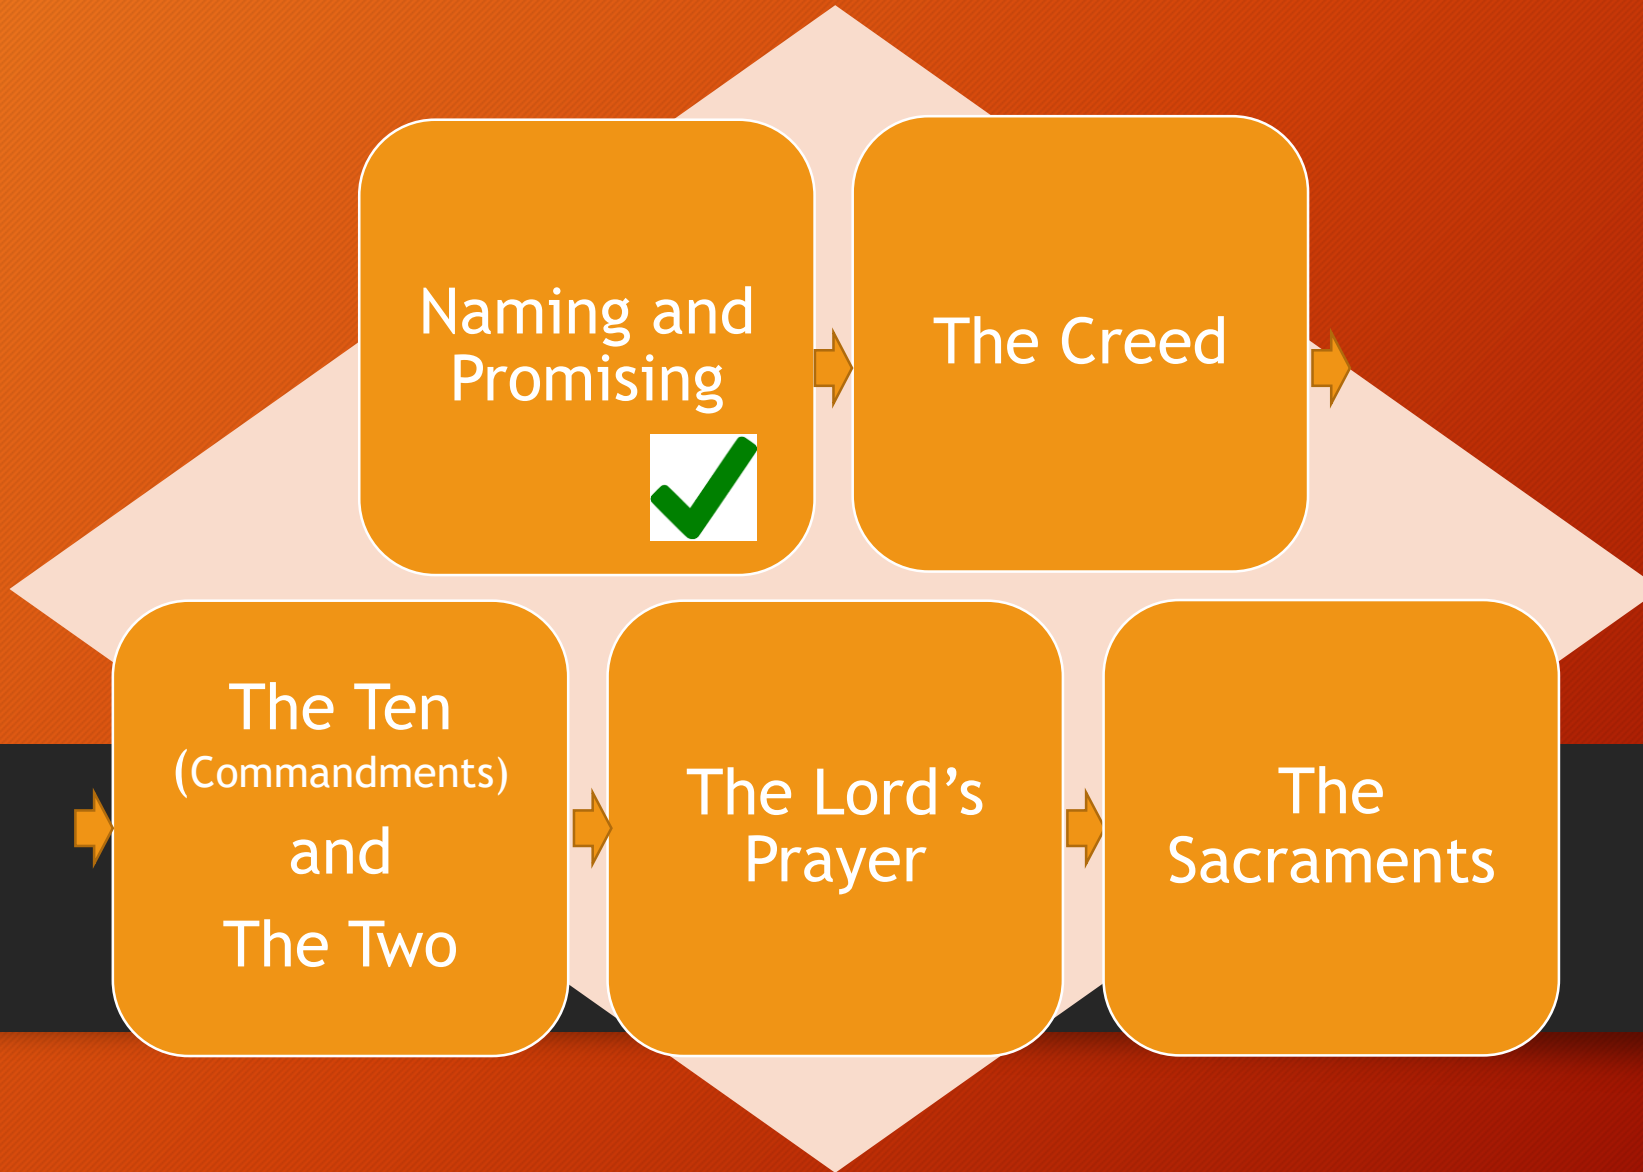 Naming and
Promising
The Creed
The Ten
(Commandments)
and
The Two
The Lord’s
Prayer
The
Sacraments